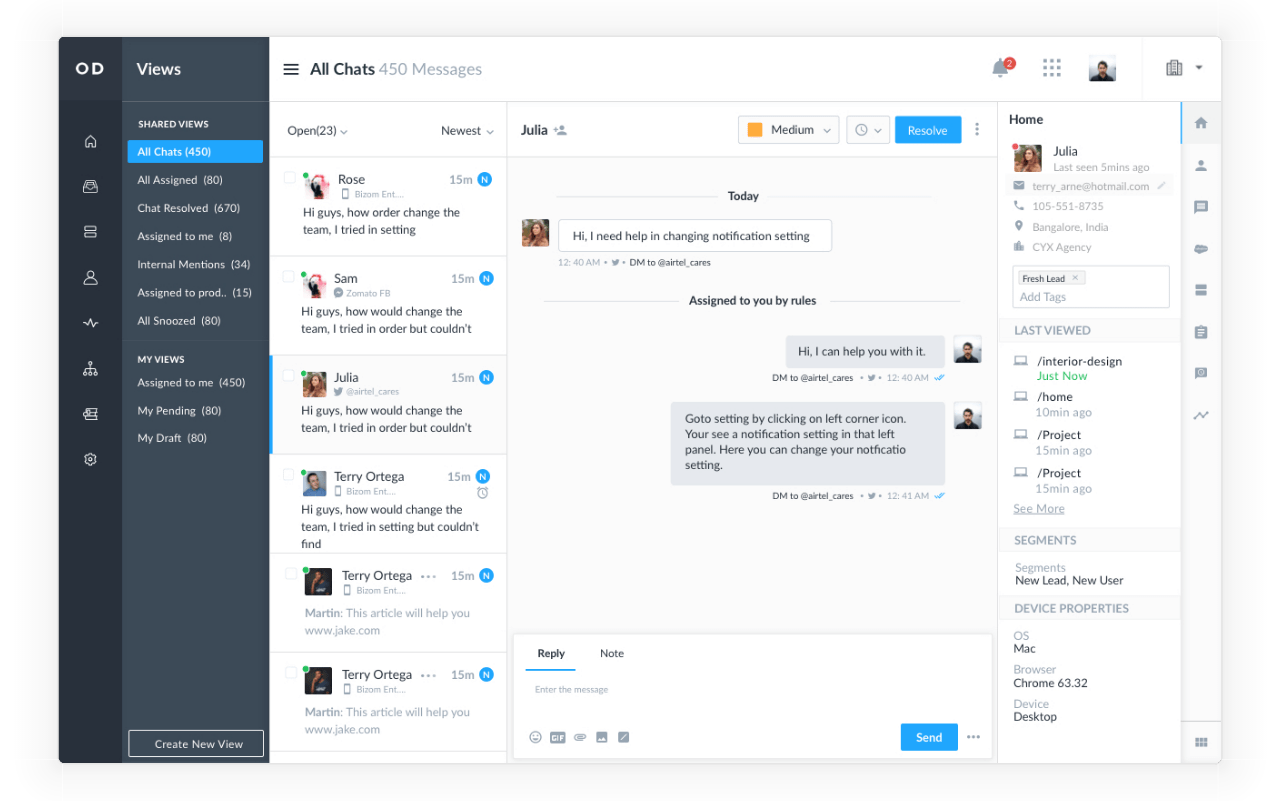 OD
Views
All Chats 450 Messages
2
SHARED VIEWS
All Chats (450)
All Assigned (80)
Chat Resolved (670)
Assigned to me (8)
Internal Mentions (34)
Assigned to prod.. (15)
All Snoozed (80)
MY VIEWS
Assigned to me (450)
My Pending (80)
My Draft (80)
Create New View
Open(23)
Newest
Rose
15m N
Bizom Ent....
Hi guys, how order change the
team, I tried in setting
Sam
15m N
Zomato FB
Hi guys, how would change the
team, I tried in order but couldn't
Julia
15m N
@airtel_cares
Hi guys, how would change the
team, I tried in order but couldn't
Terry Ortega
15m N
Bizom Ent....
Hi guys, how would change the
team, I tried in setting but couldn't
find
Terry Ortega
15m N
Bizom Ent....
Martin: This article will help you
www.jake.com
Terry Ortega
15m N
Bizom Ent....
Martin: This article will help you
www.jake.com
Julia
Medium
Resolve
Today
Hi, I need help in changing notification setting
12: 40 AM • • DM to @airtel_cares
Assigned to you by rules
Hi, I can help you with it.
DM to @airtel_cares • • 12: 40 AM
Goto setting by clicking on left corner icon.
Your see a notification setting in that left
panel. Here you can change your notficatio
setting.
DM to @airtel_cares • • 12: 41 AM
Reply
Note
Enter the message
GIF
Send
Home
Julia
Last seen 5mins ago
terry_arne@hotmail.com
105-551-8735
Bangalore, India
CYX Agency
Fresh Lead ×
Add Tags
LAST VIEWED
/interior-design
Just Now
/home
10min ago
/Project
15min ago
/Project
15min ago
See More
SEGMENTS
Segments
New Lead, New User
DEVICE PROPERTIES
OS
Mac
Browser
Chrome 63.32
Device
Desktop